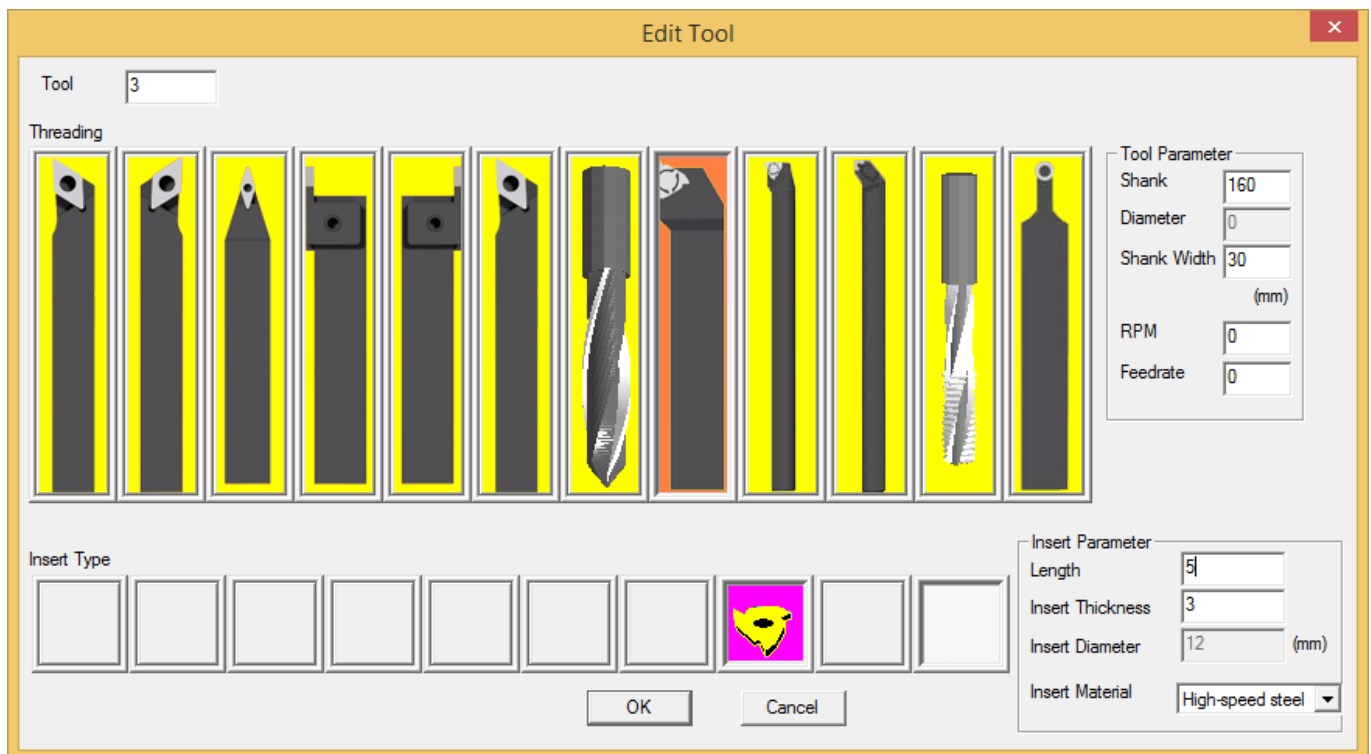 Edit Tool
Tool 3
Threading
Tool Parameter
Shank 160
Diameter 0
Shank Width 30
(mm)
RPM 0
Feedrate 0
Insert Type
Insert Parameter
Length 5
Insert Thickness 3
Insert Diameter 12 (mm)
Insert Material High-speed steel
OK Cancel